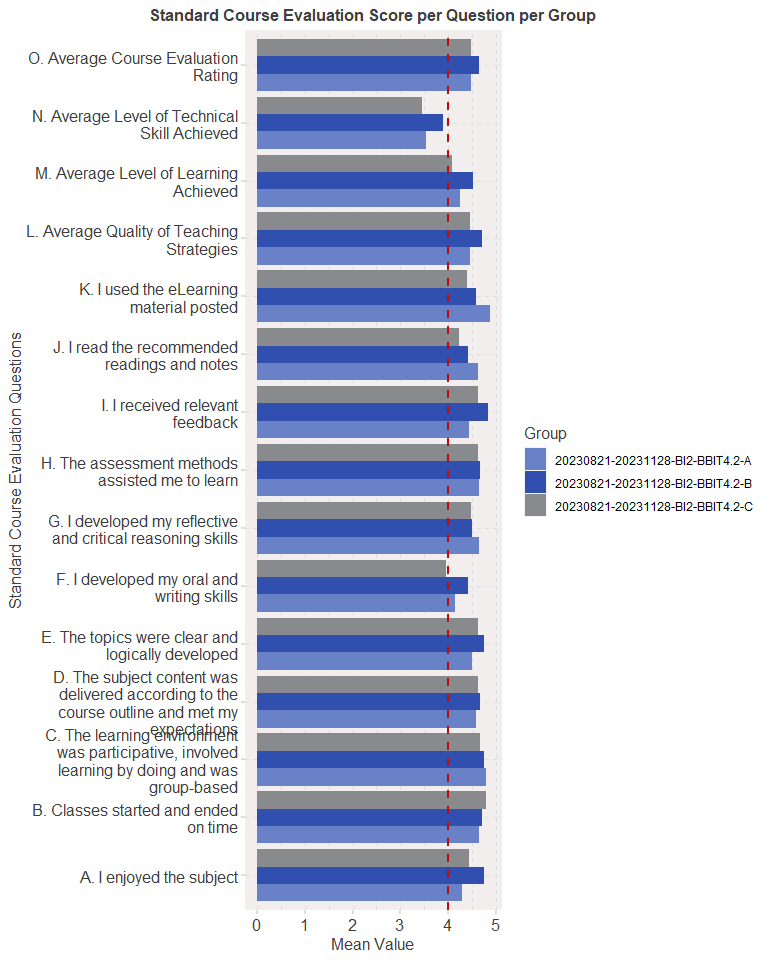 Standard Course Evaluation Score per Question per Group
Standard Course Evaluation Questions
O. Average Course Evaluation
Rating
N. Average Level of Technical
Skill Achieved
M. Average Level of Learning
Achieved
L. Average Quality of Teaching
Strategies
K. I used the eLearning
material posted
J. I read the recommended
readings and notes
I. I received relevant
feedback
H. The assessment methods
assisted me to learn
G. I developed my reflective
and critical reasoning skills
F. I developed my oral and
writing skills
E. The topics were clear and
logically developed
D. The subject content was
delivered according to the
course outline and met my
expectations
C. The learning environment
was participative, involved
learning by doing and was
group-based
B. Classes started and ended
on time
A. I enjoyed the subject
0 1 2 3 4 5
Mean Value
Group
20230821-20231128-BI2-BBIT4.2-A
20230821-20231128-BI2-BBIT4.2-B
20230821-20231128-BI2-BBIT4.2-C